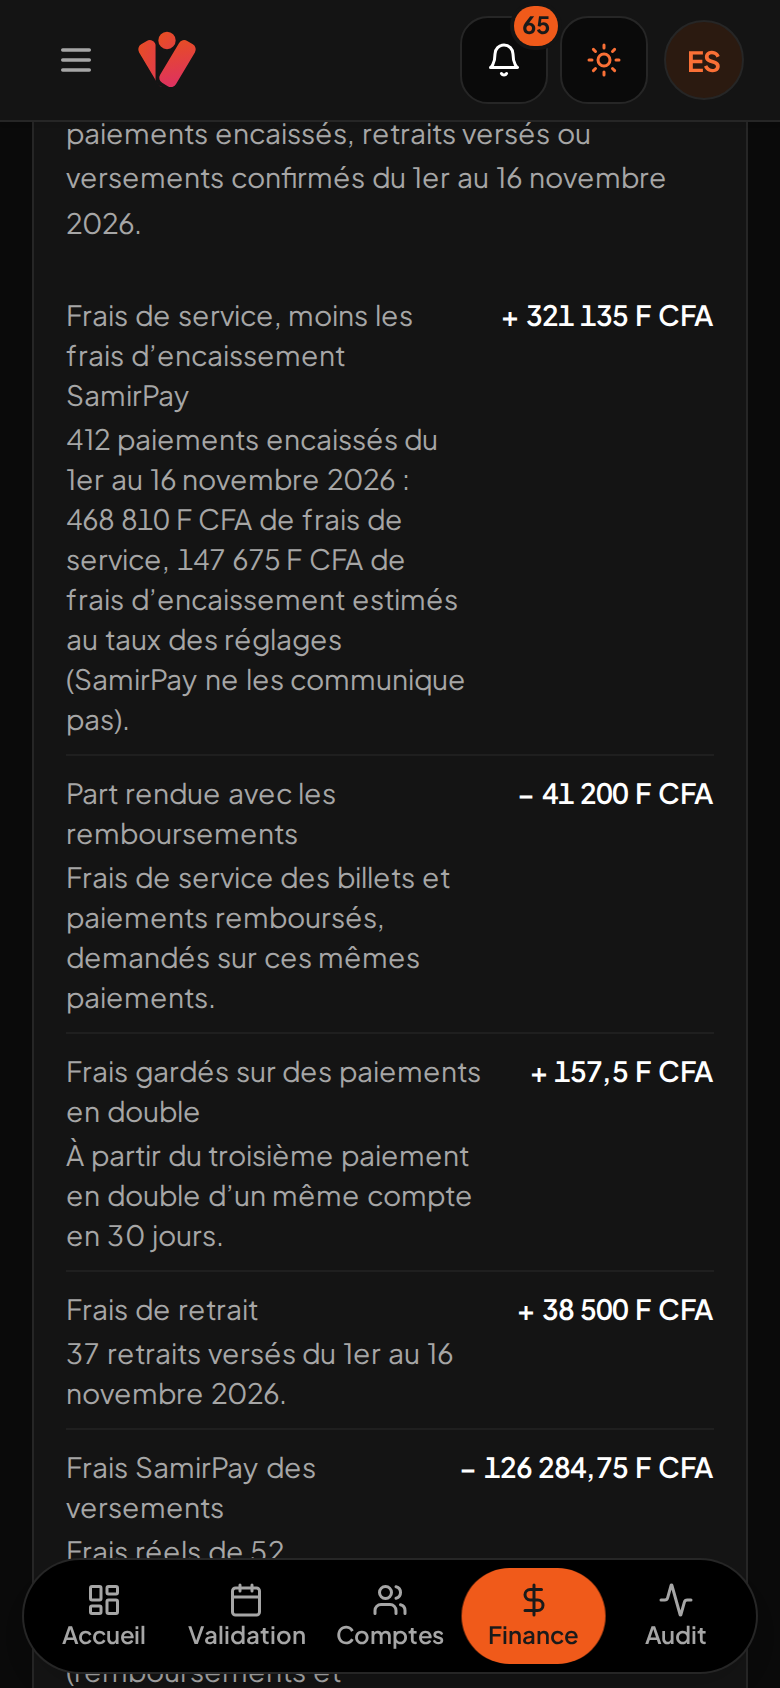 65
ES
paiements encaissés, retraits versés ou
versements confirmés du 1er au 16 novembre
2026.
Frais de service, moins les
frais d’encaissement
SamirPay
+ 321 135 F CFA
412 paiements encaissés du
1er au 16 novembre 2026 :
468 810 F CFA de frais de
service, 147 675 F CFA de
frais d’encaissement estimés
au taux des réglages
(SamirPay ne les communique
pas).
Part rendue avec les
remboursements
− 41 200 F CFA
Frais de service des billets et
paiements remboursés,
demandés sur ces mêmes
paiements.
Frais gardés sur des paiements
en double
+ 157,5 F CFA
À partir du troisième paiement
en double d’un même compte
en 30 jours.
Frais de retrait
+ 38 500 F CFA
37 retraits versés du 1er au 16
novembre 2026.
Frais SamirPay des
versements
− 126 284,75 F CFA
Frais réels de 52
Accueil
Validation
Comptes
Finance
Audit
(remboursements et